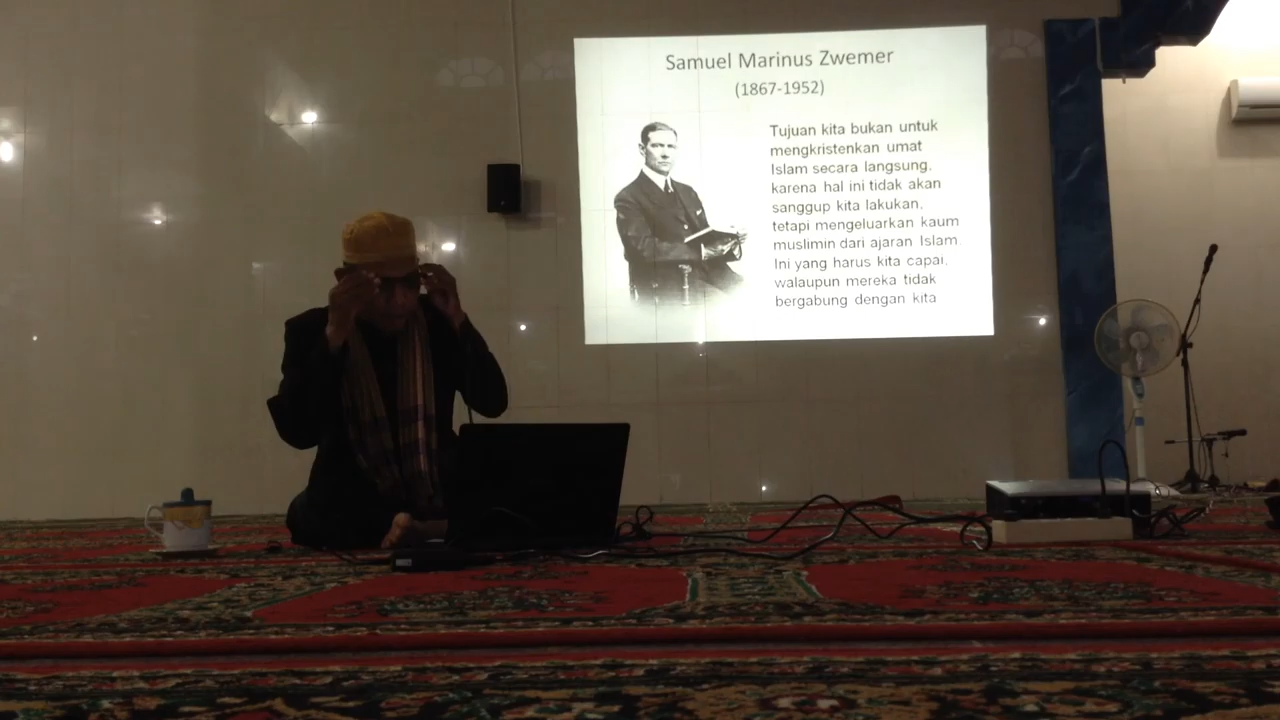 Samuel Marinus Zwemer
(1867-1952)
Tujuan kita bukan untuk
mengkristenkan umat
Islam secara langsung,
karena hal ini tidak akan
sanggup kita lakukan,
tetapi mengeluarkan kaum
muslimin dari ajaran Islam.
Ini yang harus kita capai,
walaupun mereka tidak
bergabung dengan kita